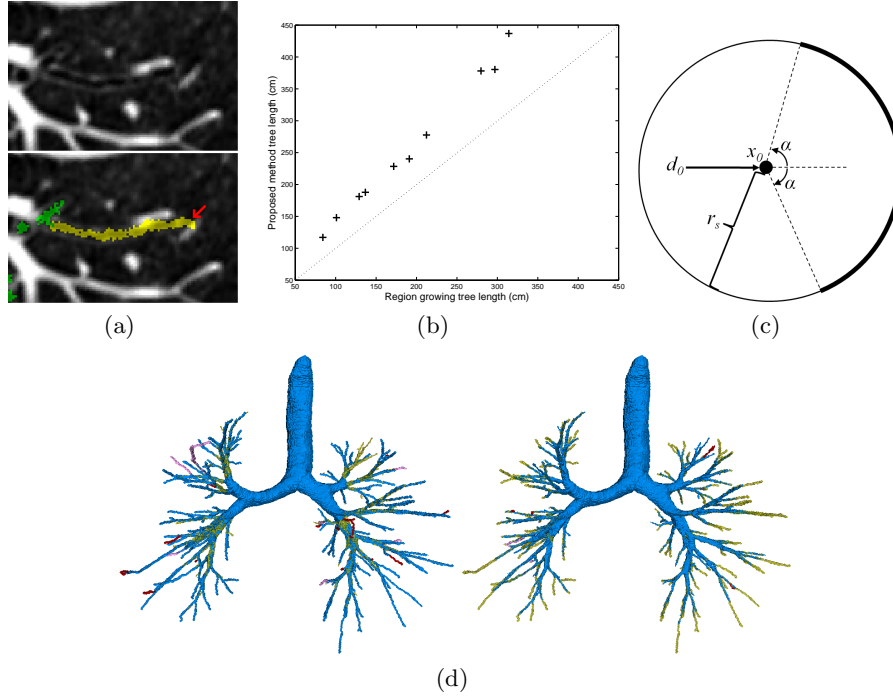 450
400
350
300
250
200
150
100
50
Proposed method tree length (cm)
50
100
150
200
250
300
350
400
450
Region growing tree length (cm)
x0
d0
α
α
rs
(a)
(b)
(c)
(d)